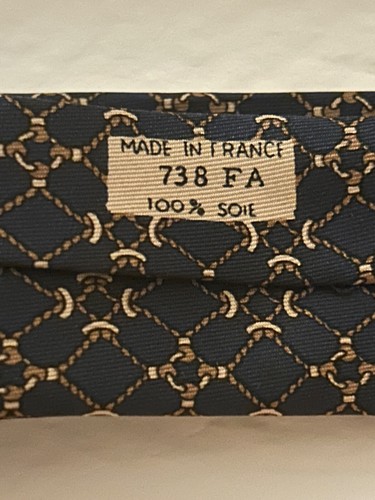 MADE IN FRANCE
738 FA
100% SOIE